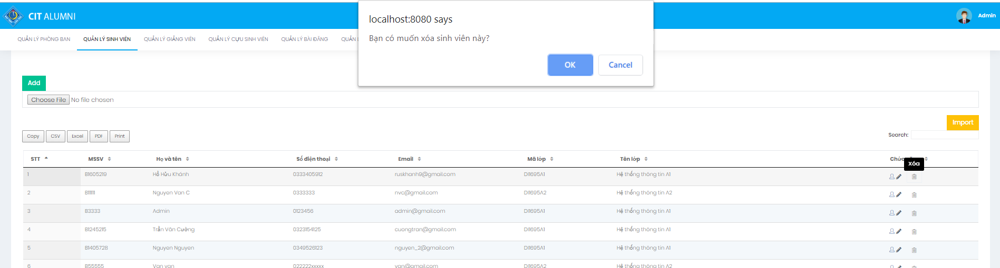 localhost:8080 says
Bạn có muốn xóa sinh viên này?
OK Cancel
CIT ALUMNI
Admin
QUẢN LÝ PHÒNG BAN QUẢN LÝ SINH VIÊN QUẢN LÝ GIẢNG VIÊN QUẢN LÝ CỰU SINH VIÊN QUẢN LÝ BÀI ĐĂNG
Add
Choose File No file chosen
Import
Copy CSV Excel PDF Print
Search:
STT MSSV Họ và tên Số điện thoại Email Mã lớp Tên lớp
Xóa
1 B1605219 Hồ Hữu Khánh 0333405912 ruskhanh9@gmail.com DI1695A1 Hệ thống thông tin A1
2 B11111 Nguyen Van C 0333333 nvc@gmail.com DI1695A2 Hệ thống thông tin A2
3 B3333 Admin 0123456 admin@gmail.com DI1695A1 Hệ thống thông tin A1
4 B1245215 Trần Văn Cường 0323154125 cuongtran@gmail.com DI1695A1 Hệ thống thông tin A1
5 B1405728 Nguyen Nguyen 0349526123 nguyen_2@gmail.com DI1695A1 Hệ thống thông tin A1
6 B55555 Van van 022222xxxxx van@gmail.com DI1695A2 Hệ thống thông tin A2